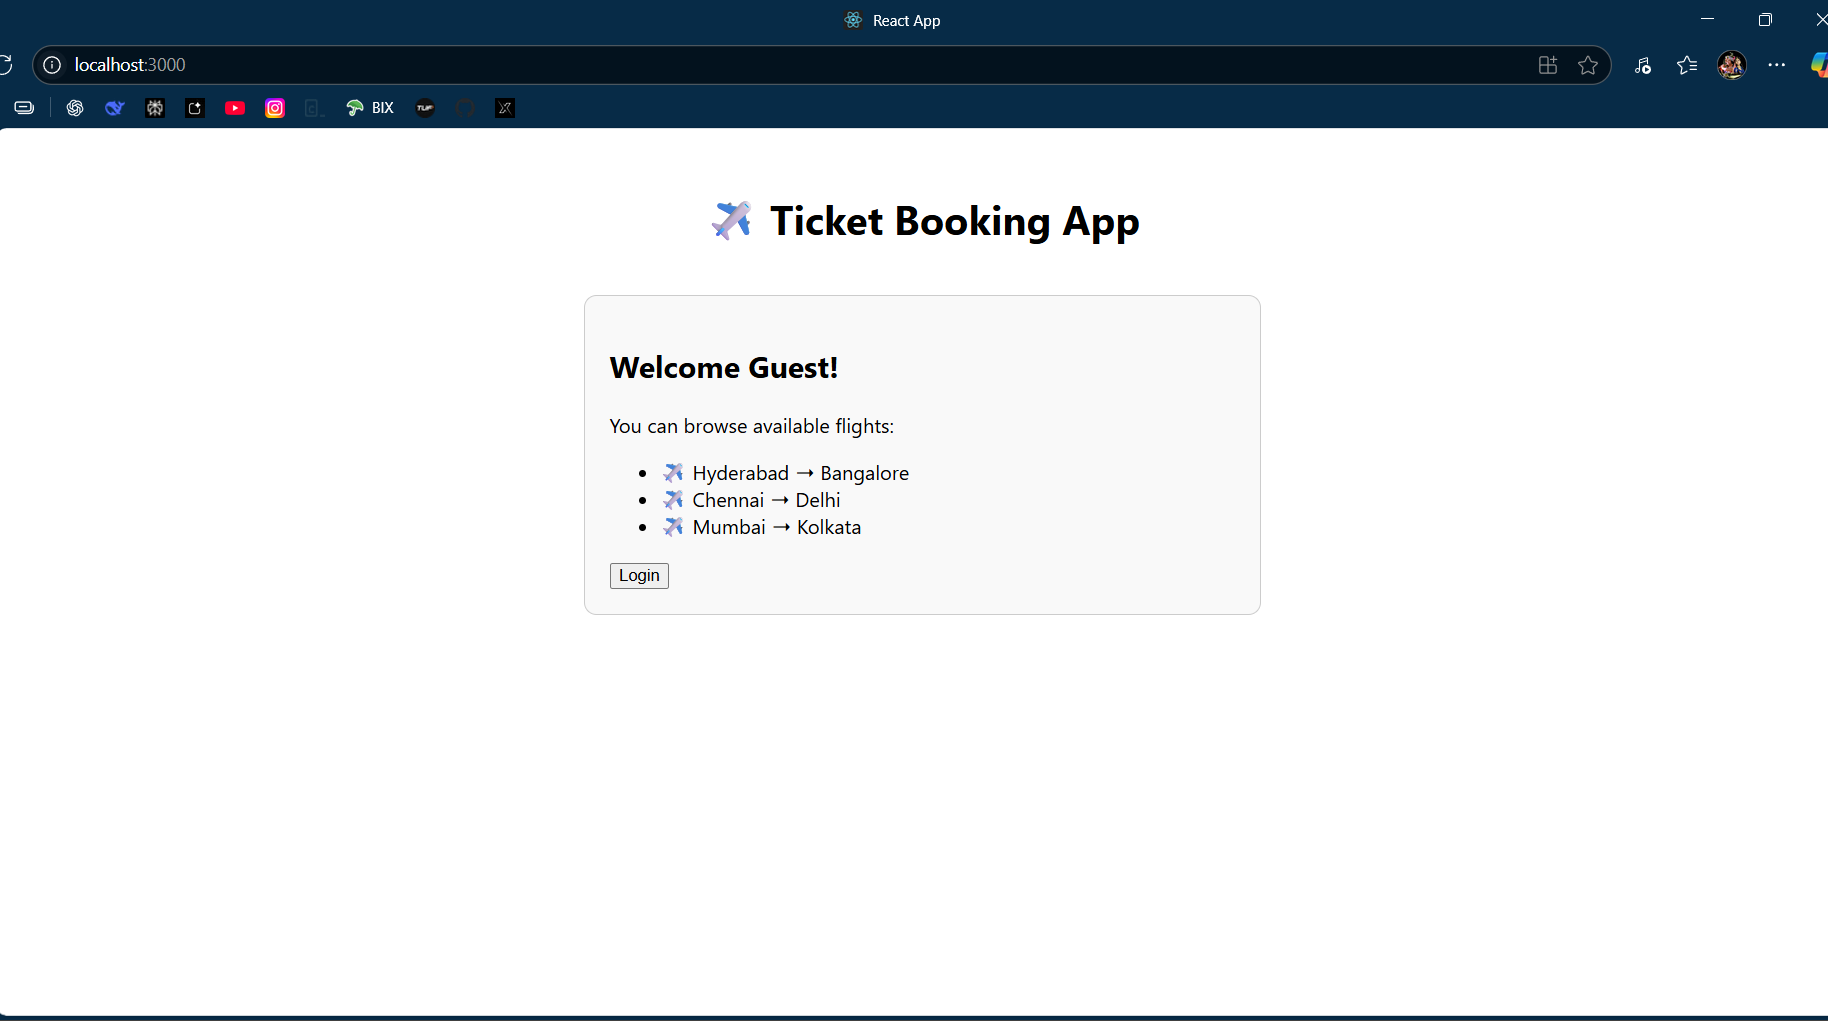 React App
localhost:3000
BIX
TUF
✈️ Ticket Booking App
Welcome Guest!
You can browse available flights:
• ✈️ Hyderabad → Bangalore
• ✈️ Chennai → Delhi
• ✈️ Mumbai → Kolkata
Login